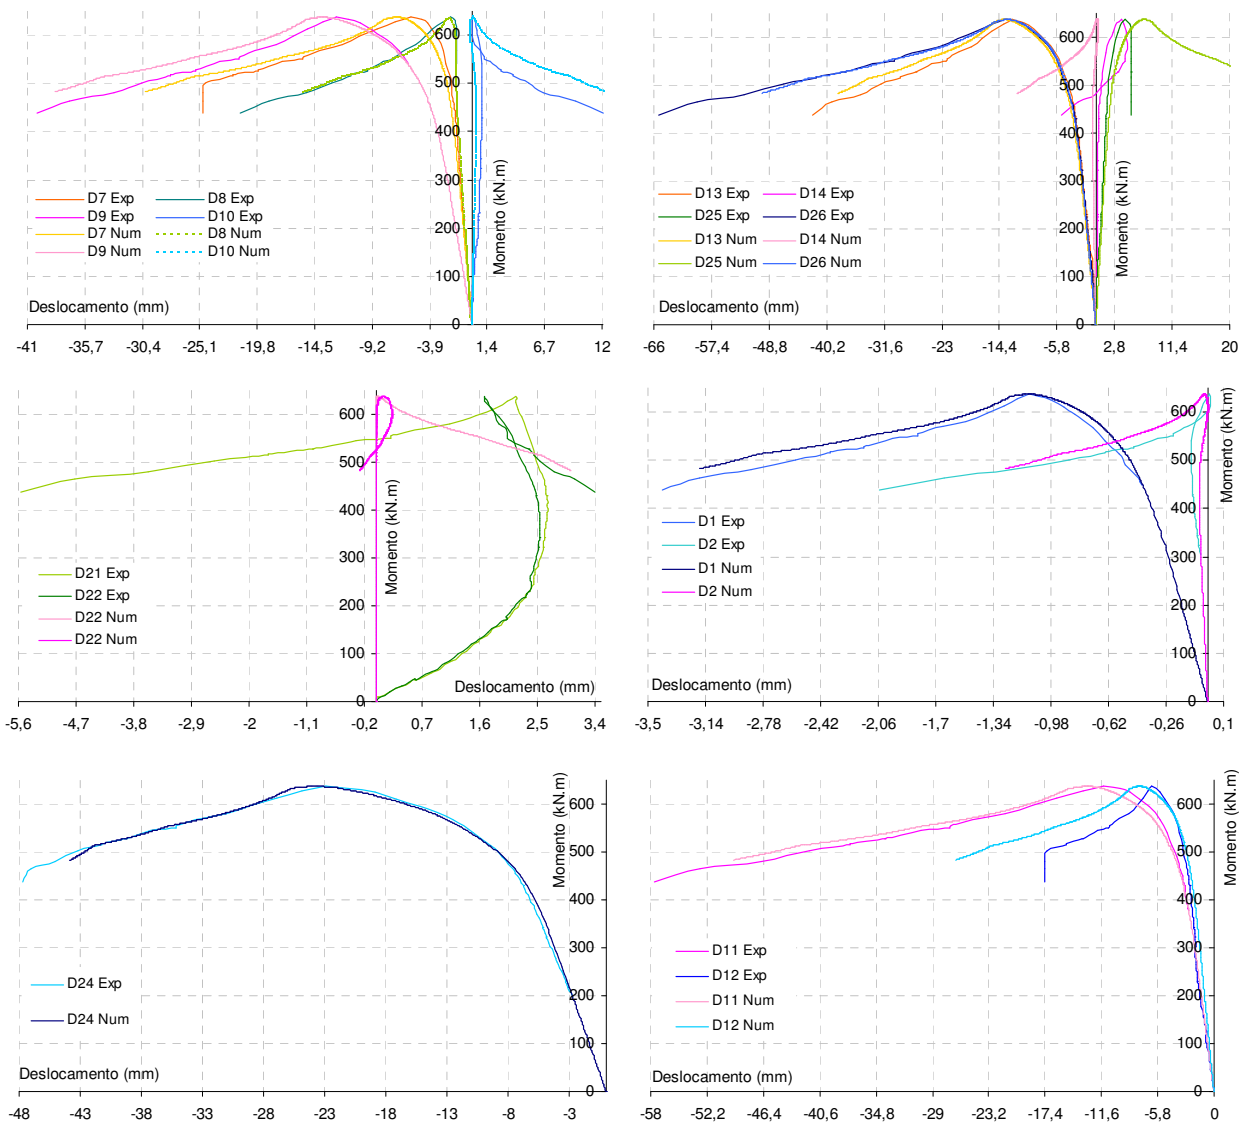 600
500
400
300
200
100
0
Momento (kN.m)
D7 Exp
D8 Exp
D9 Exp
D10 Exp
D7 Num
D8 Num
D9 Num
D10 Num
Deslocamento (mm)
-41 -35,7 -30,4 -25,1 -19,8 -14,5 -9,2 -3,9 1,4 6,7 12
600
500
400
300
200
100
0
Momento (kN.m)
D13 Exp
D14 Exp
D25 Exp
D26 Exp
D13 Num
D14 Num
D25 Num
D26 Num
Deslocamento (mm)
-66 -57,4 -48,8 -40,2 -31,6 -23 -14,4 -5,8 2,8 11,4 20
600
500
400
300
200
100
0
Momento (kN.m)
D21 Exp
D22 Exp
D22 Num
D22 Num
Deslocamento (mm)
-5,6 -4,7 -3,8 -2,9 -2 -1,1 -0,2 0,7 1,6 2,5 3,4
600
500
400
300
200
100
0
Momento (kN.m)
D1 Exp
D2 Exp
D1 Num
D2 Num
Deslocamento (mm)
-3,5 -3,14 -2,78 -2,42 -2,06 -1,7 -1,34 -0,98 -0,62 -0,26 0,1
600
500
400
300
200
100
0
Momento (kN.m)
D24 Exp
D24 Num
Deslocamento (mm)
-48 -43 -38 -33 -28 -23 -18 -13 -8 -3
600
500
400
300
200
100
0
Momento (kN.m)
D11 Exp
D12 Exp
D11 Num
D12 Num
Deslocamento (mm)
-58 -52,2 -46,4 -40,6 -34,8 -29 -23,2 -17,4 -11,6 -5,8 0